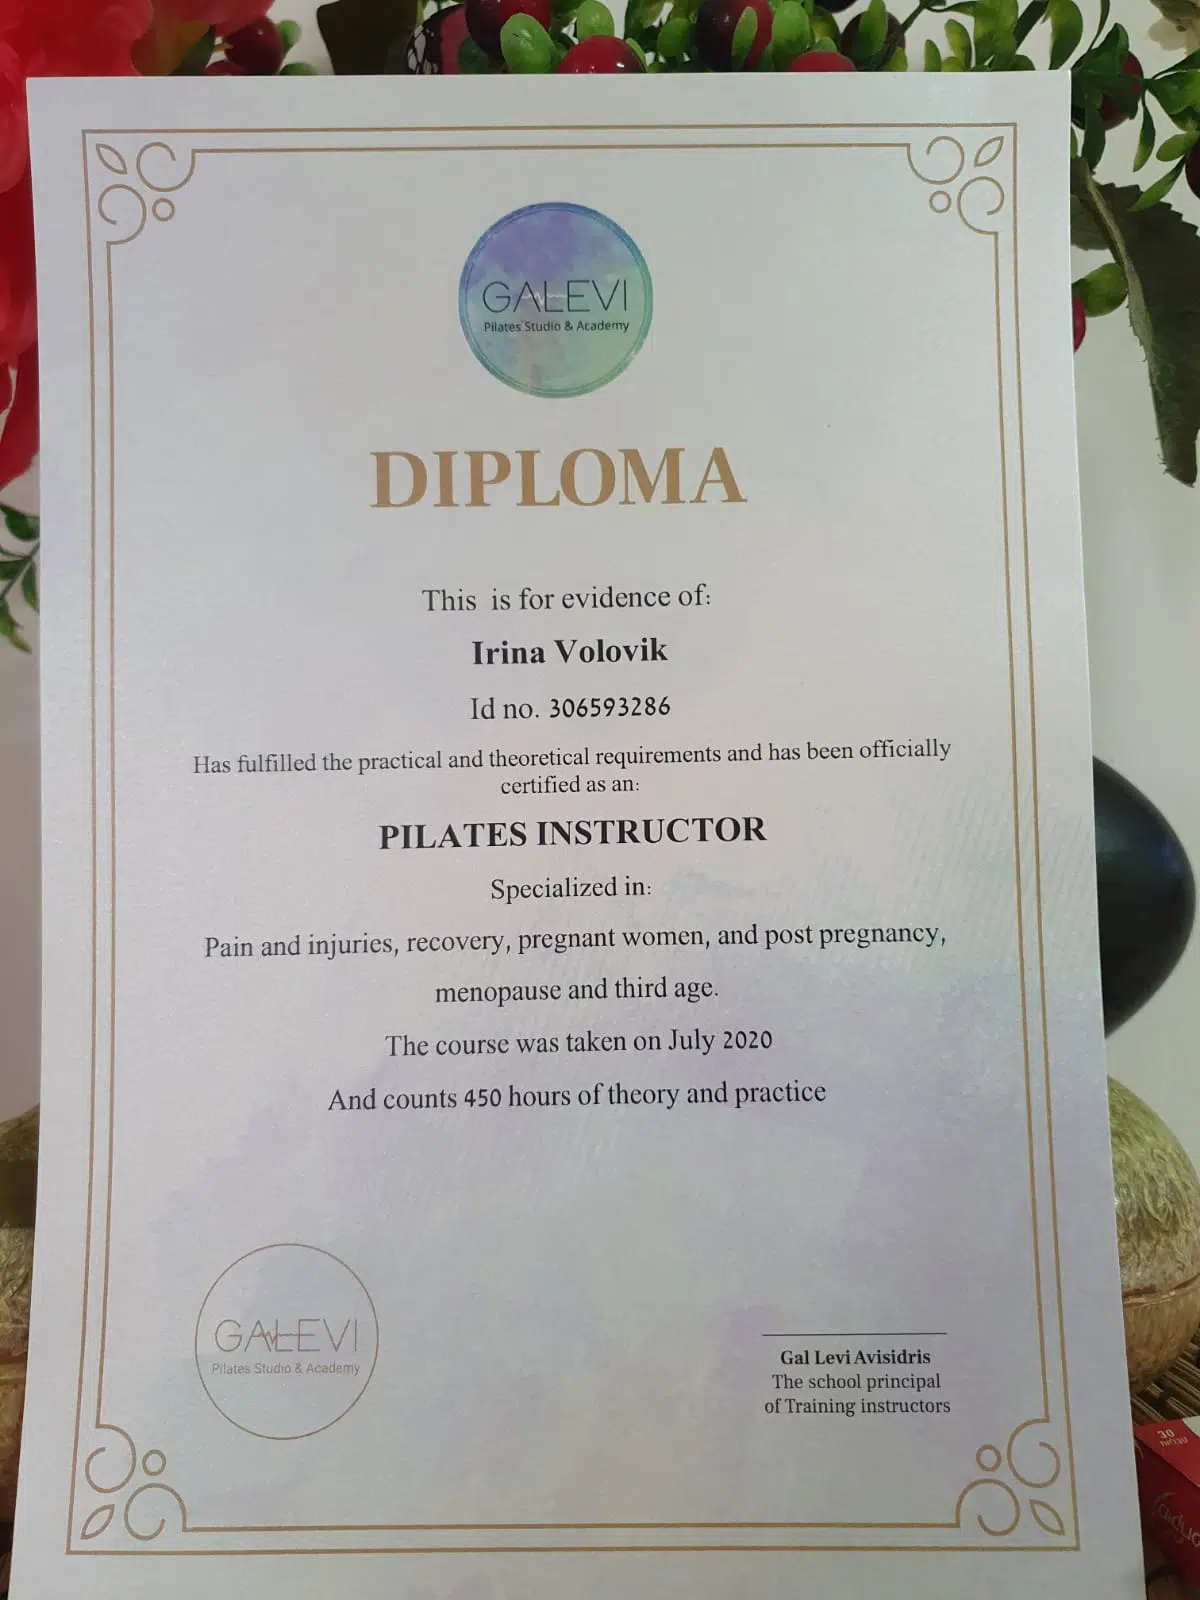 GALEVI
Pilates Studio & Academy
DIPLOMA
This is for evidence of:
Irina Volovik
Id no. 306593286
Has fulfilled the practical and theoretical requirements and has been officially
certified as an:
PILATES INSTRUCTOR
Specialized in:
Pain and injuries, recovery, pregnant women, and post pregnancy,
menopause and third age.
The course was taken on July 2020
And counts 450 hours of theory and practice
GALEVI
Pilates Studio & Academy
Gal Levi Avisidris
The school principal
of Training instructors
30
טבליות